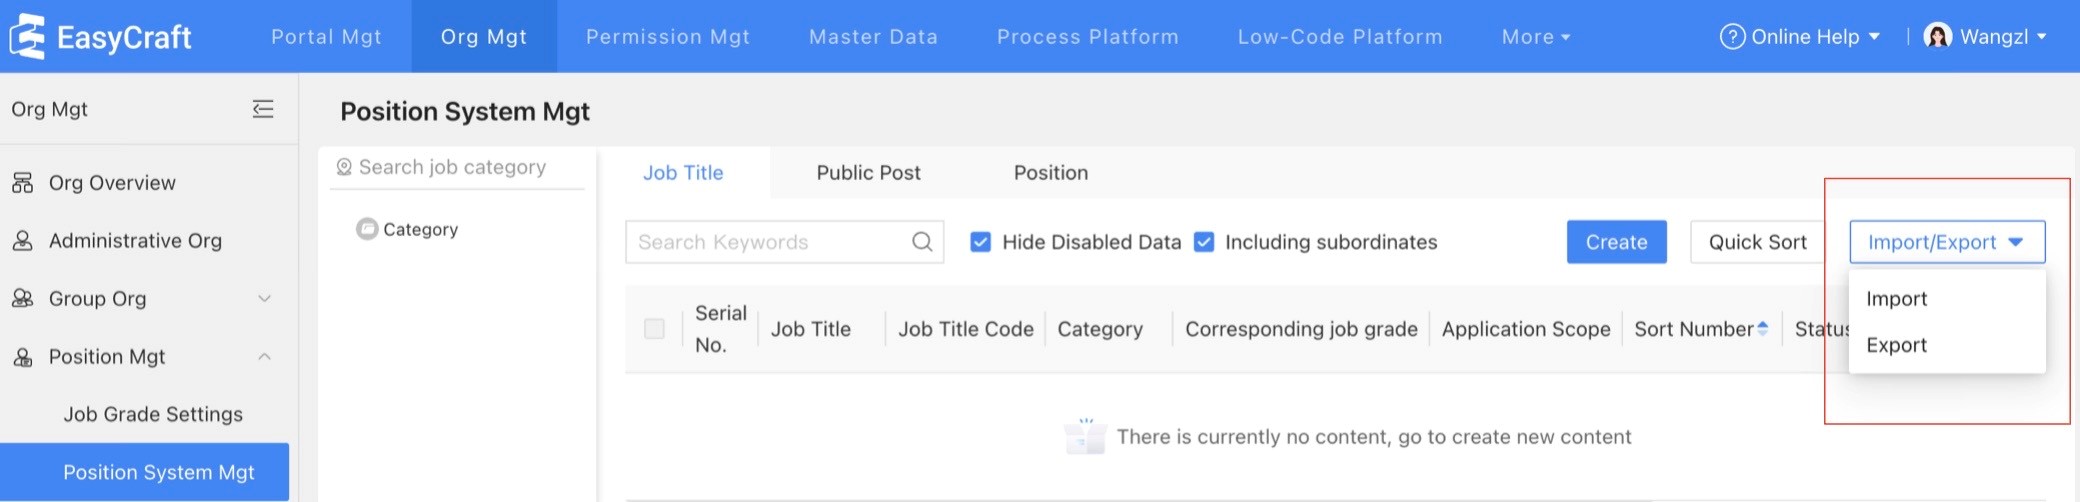 EasyCraft
Portal Mgt
Org Mgt
Permission Mgt
Master Data
Process Platform
Low-Code Platform
More
Online Help
Wangzl
Org Mgt
Org Overview
Administrative Org
Group Org
Position Mgt
Job Grade Settings
Position System Mgt
Position System Mgt
Search job category
Category
Job Title
Public Post
Position
Search Keywords
Hide Disabled Data
Including subordinates
Create
Quick Sort
Import/Export
Import
Export
Serial
No.
Job Title
Job Title Code
Category
Corresponding job grade
Application Scope
Sort Number
Status
There is currently no content, go to create new content